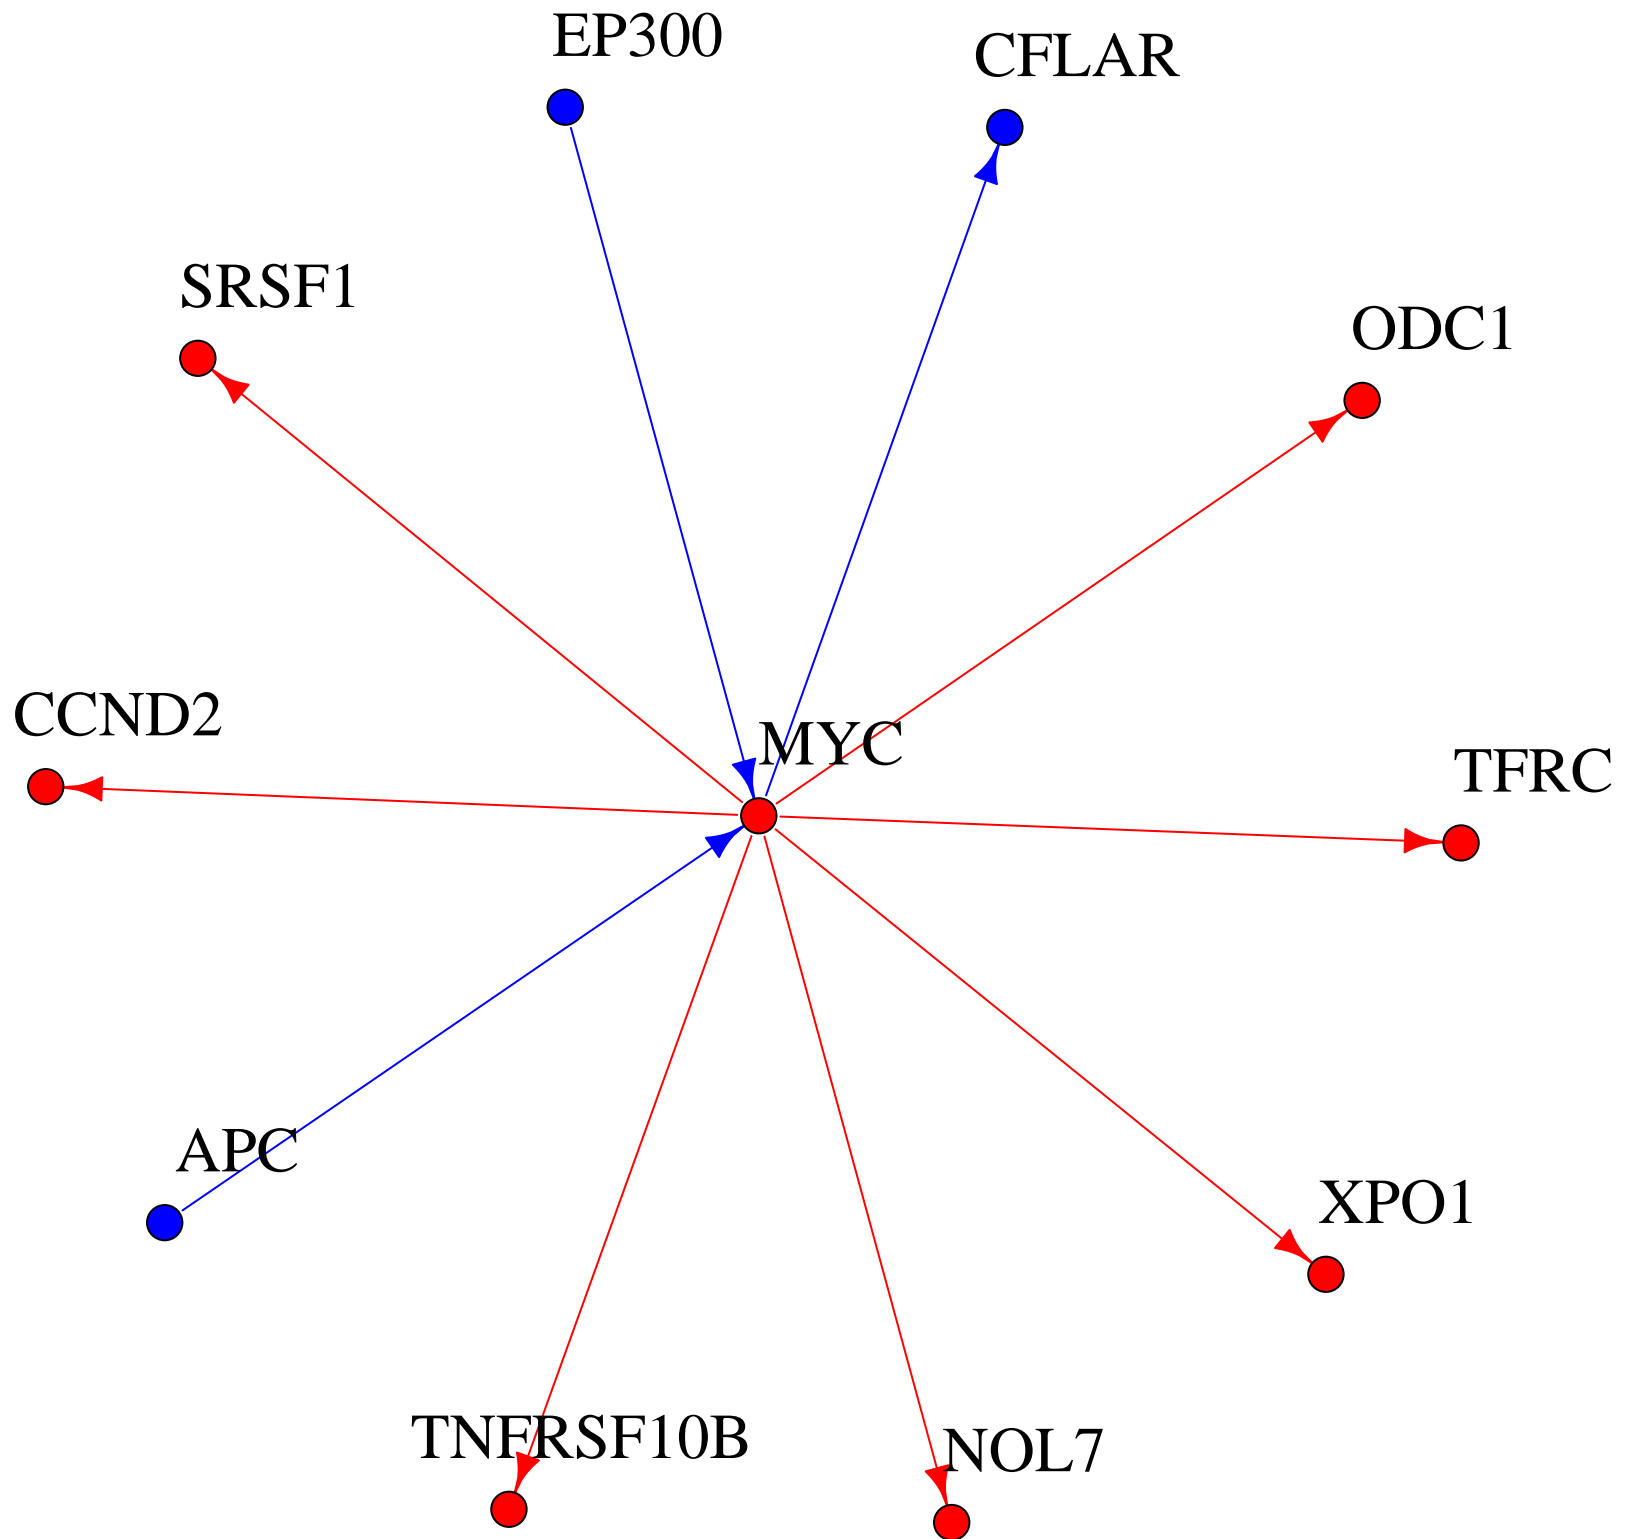 EP300
CFLAR
SRSF1
ODC1
CCND2
MYC
TFRC
APC
XPO1
TNFRSF10B
NOL7